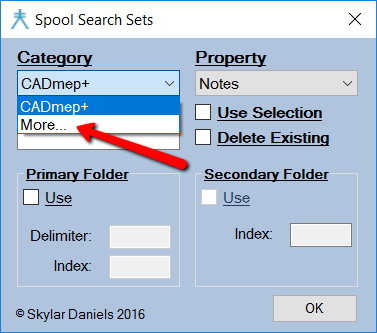 Spool Search Sets
Category
Property
CADmep+
Notes
CADmep+
More...
Use Selection
Delete Existing
Primary Folder
Use
Delimiter:
Index:
Secondary Folder
Use
Index:
© Skylar Daniels 2016
OK